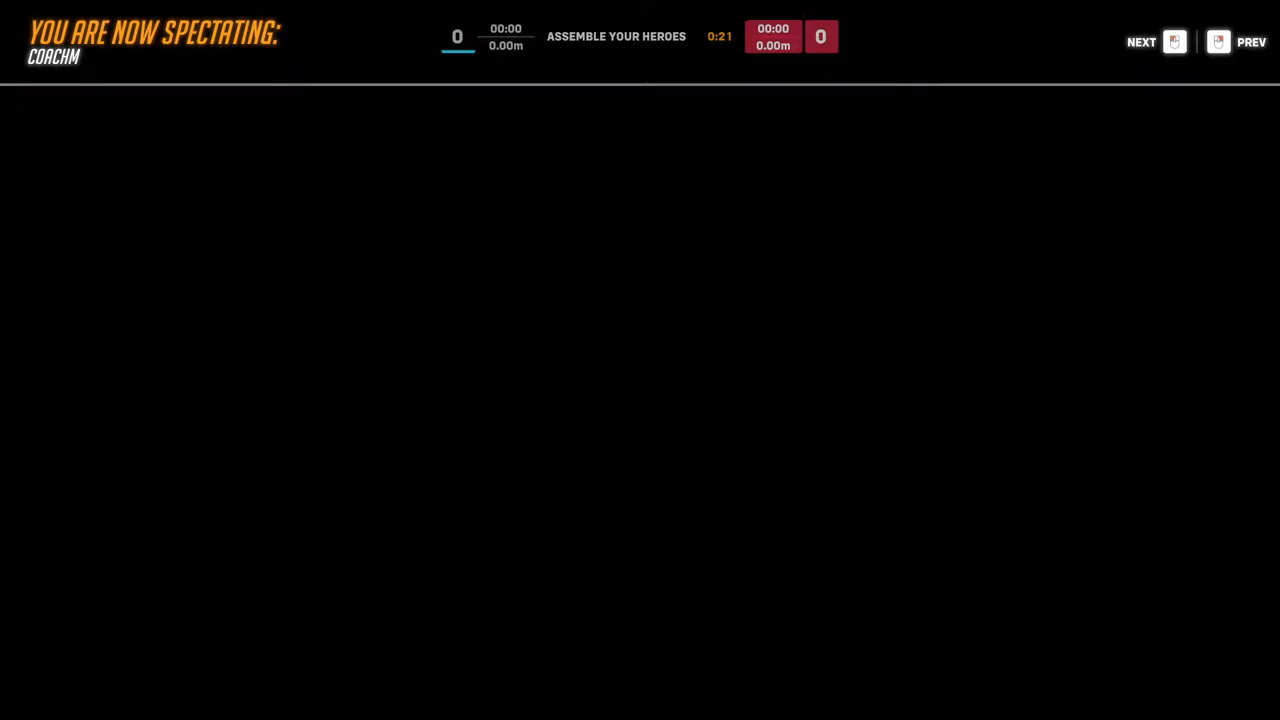 YOU ARE NOW SPECTATING:
COACHM
0
00:00
0.00m
ASSEMBLE YOUR HEROES 0:21
00:00
0.00m
0
NEXT PREV